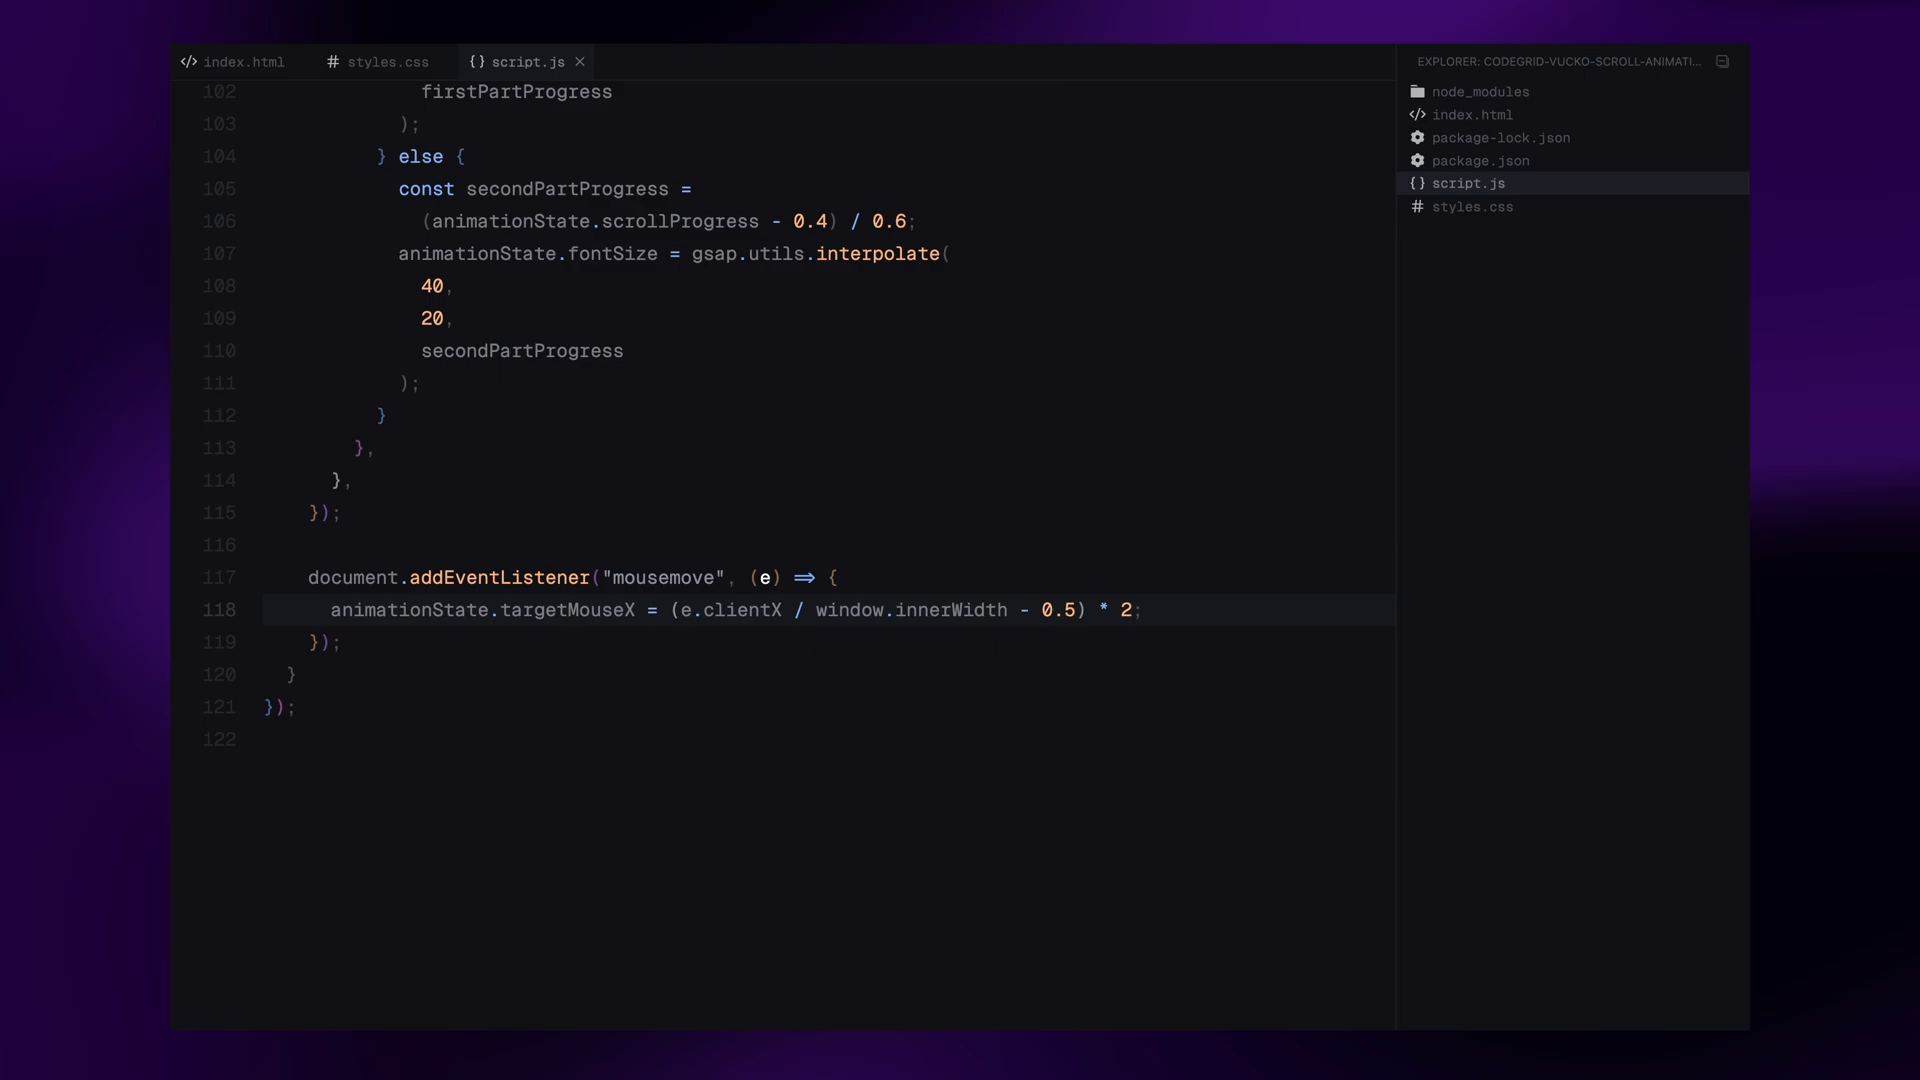 index.html
styles.css
script.js
EXPLORER: CODEGRID-VUCKO-SCROLL-ANIMATI...
102 firstPartProgress
103 );
104 } else {
105 const secondPartProgress =
106 (animationState.scrollProgress - 0.4) / 0.6;
107 animationState.fontSize = gsap.utils.interpolate(
108 40,
109 20,
110 secondPartProgress
111 );
112 }
113 },
114 },
115 });
116
117 document.addEventListener("mousemove", (e) => {
118 animationState.targetMouseX = (e.clientX / window.innerWidth - 0.5) * 2;
119 });
120 }
121 });
122
node_modules
index.html
package-lock.json
package.json
script.js
styles.css